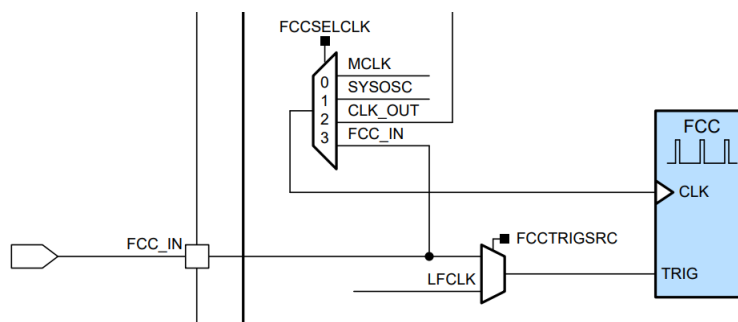 FCCSELCLK
0 MCLK
1 SYSOSC
2 CLK_OUT
3 FCC_IN
FCC
CLK
FCC_IN
FCCTRIGSRC
LFCLK
TRIG